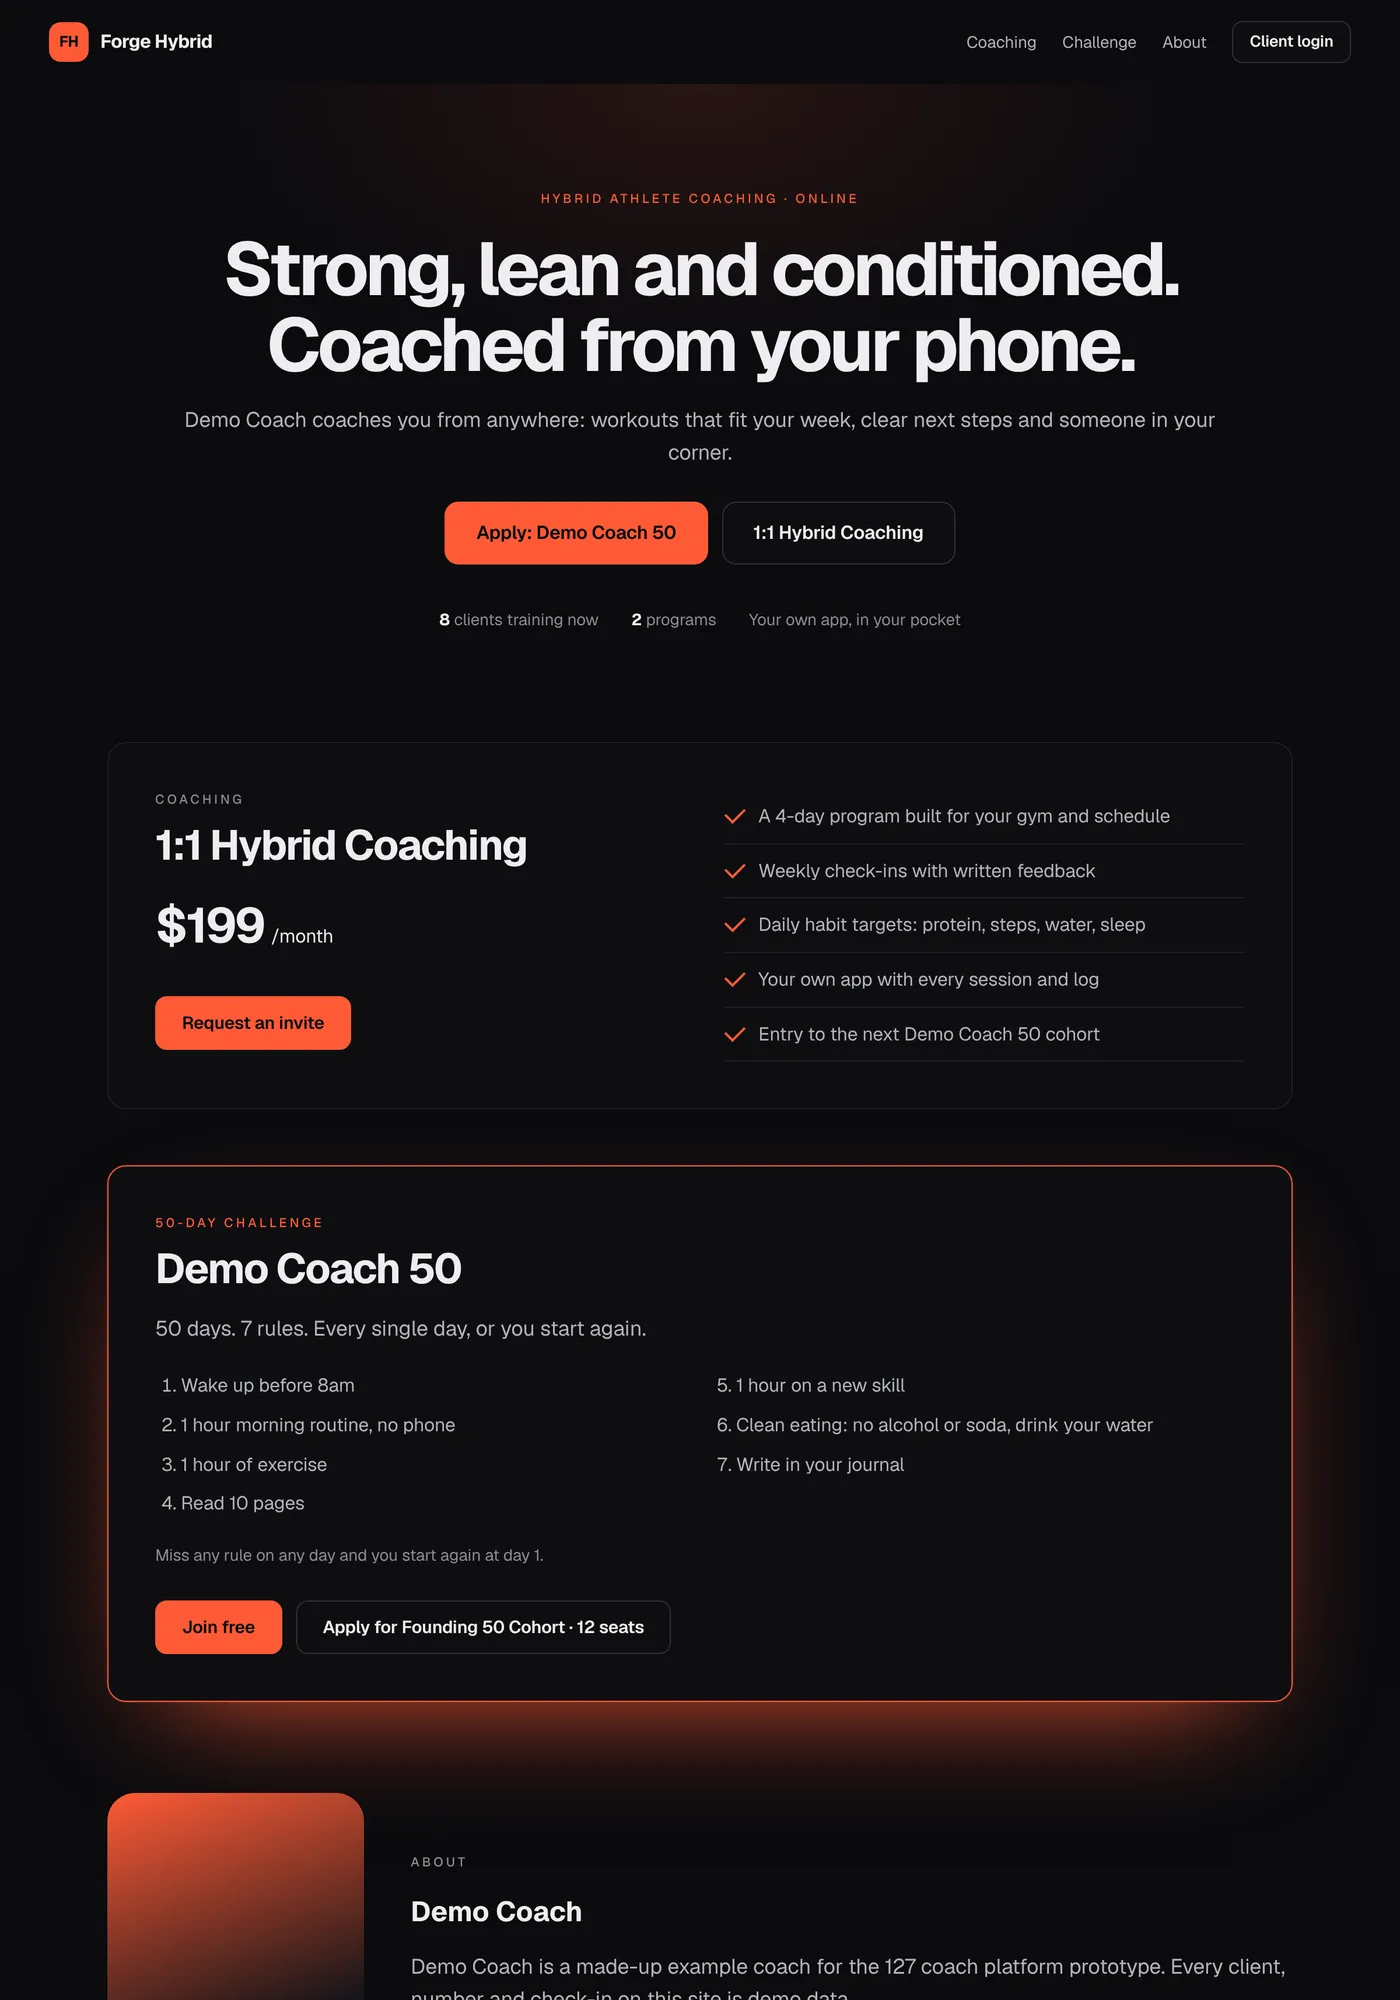 FH
Forge Hybrid
Coaching
Challenge
About
Client login
HYBRID ATHLETE COACHING · ONLINE
Strong, lean and conditioned.
Coached from your phone.
Demo Coach coaches you from anywhere: workouts that fit your week, clear next steps and someone in your
corner.
Apply: Demo Coach 50
1:1 Hybrid Coaching
8 clients training now
2 programs
Your own app, in your pocket
COACHING
1:1 Hybrid Coaching
$199 /month
Request an invite
A 4-day program built for your gym and schedule
Weekly check-ins with written feedback
Daily habit targets: protein, steps, water, sleep
Your own app with every session and log
Entry to the next Demo Coach 50 cohort
50-DAY CHALLENGE
Demo Coach 50
50 days. 7 rules. Every single day, or you start again.
1. Wake up before 8am
2. 1 hour morning routine, no phone
3. 1 hour of exercise
4. Read 10 pages
5. 1 hour on a new skill
6. Clean eating: no alcohol or soda, drink your water
7. Write in your journal
Miss any rule on any day and you start again at day 1.
Join free
Apply for Founding 50 Cohort · 12 seats
ABOUT
Demo Coach
Demo Coach is a made-up example coach for the 127 coach platform prototype. Every client,
number and check-in on this site is demo data.